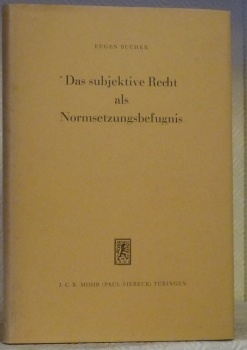 EUGEN BUCHER
Das subjektive Recht
als
Normsetzungsbefugnis
J. C. B. MOHR (PAUL SIEBECK) TÜBINGEN